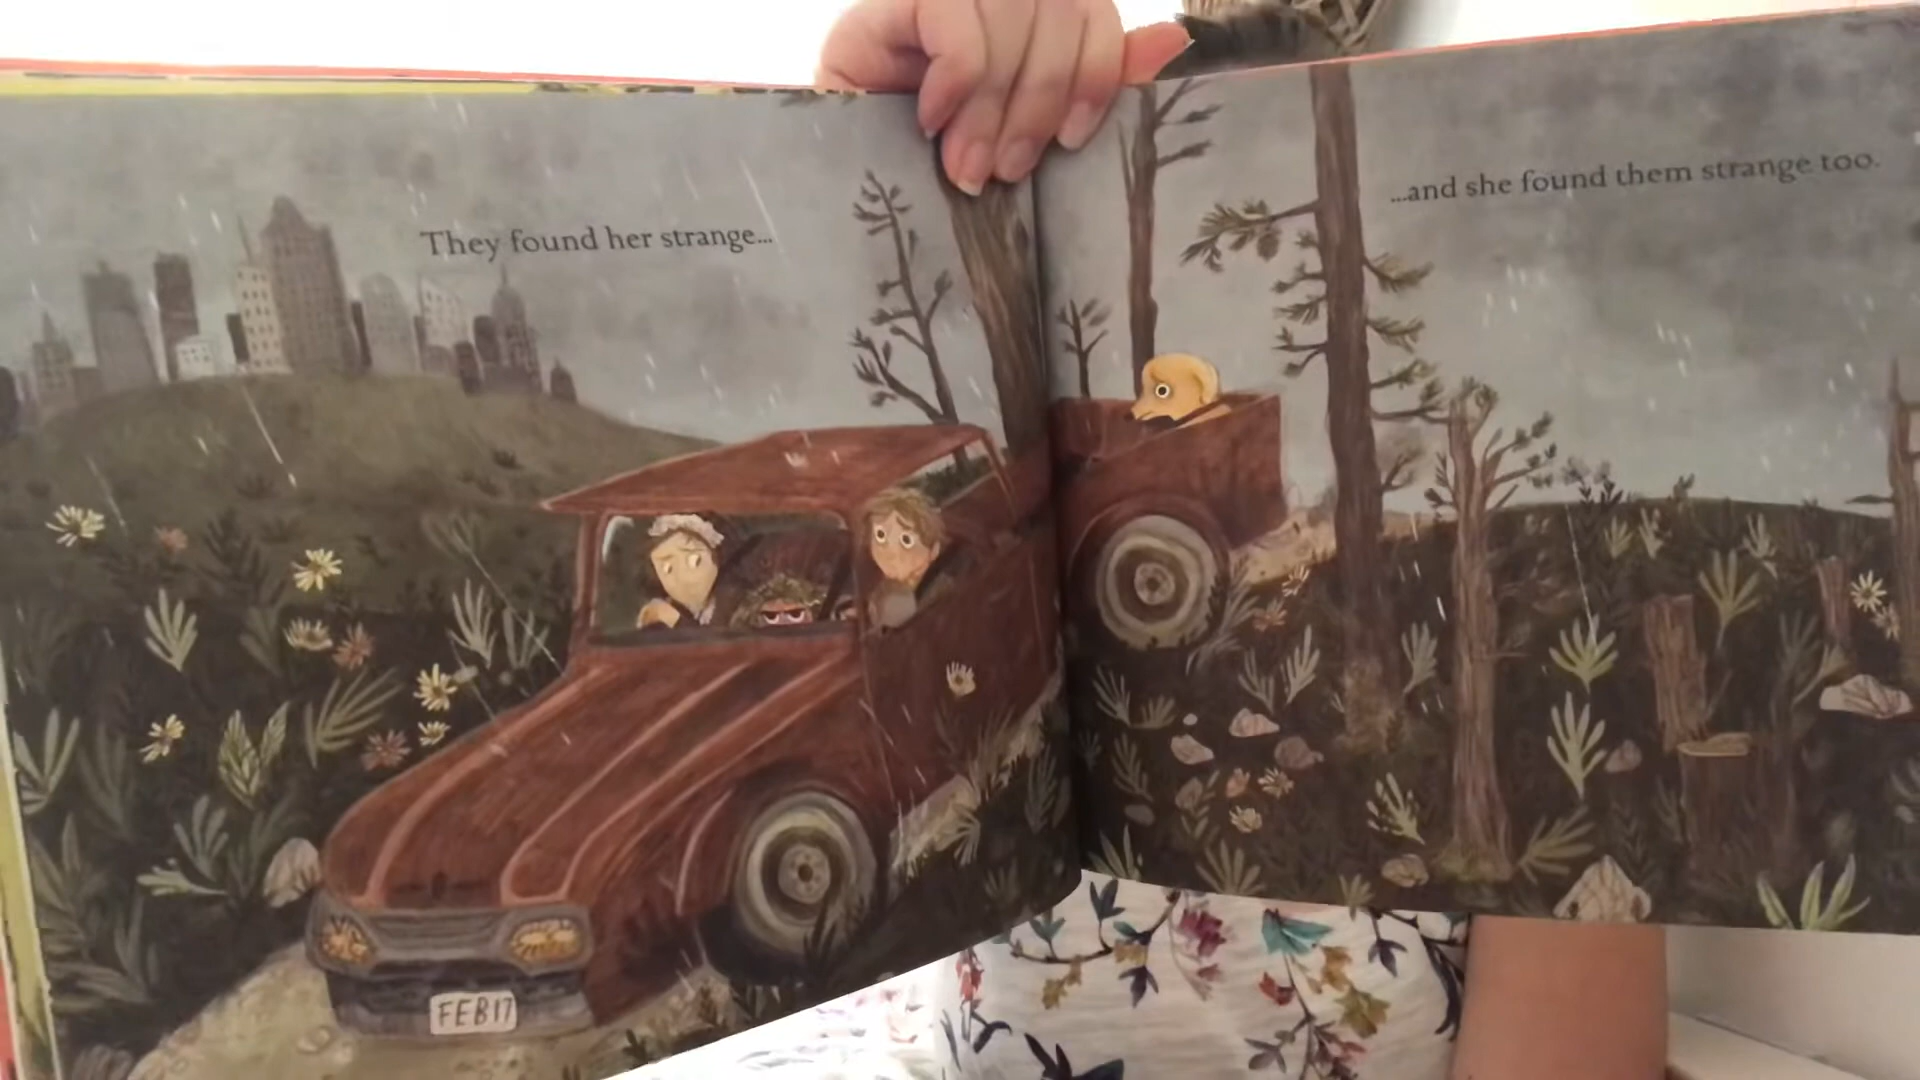 They found her strange...
...and she found them strange too.
FEB17